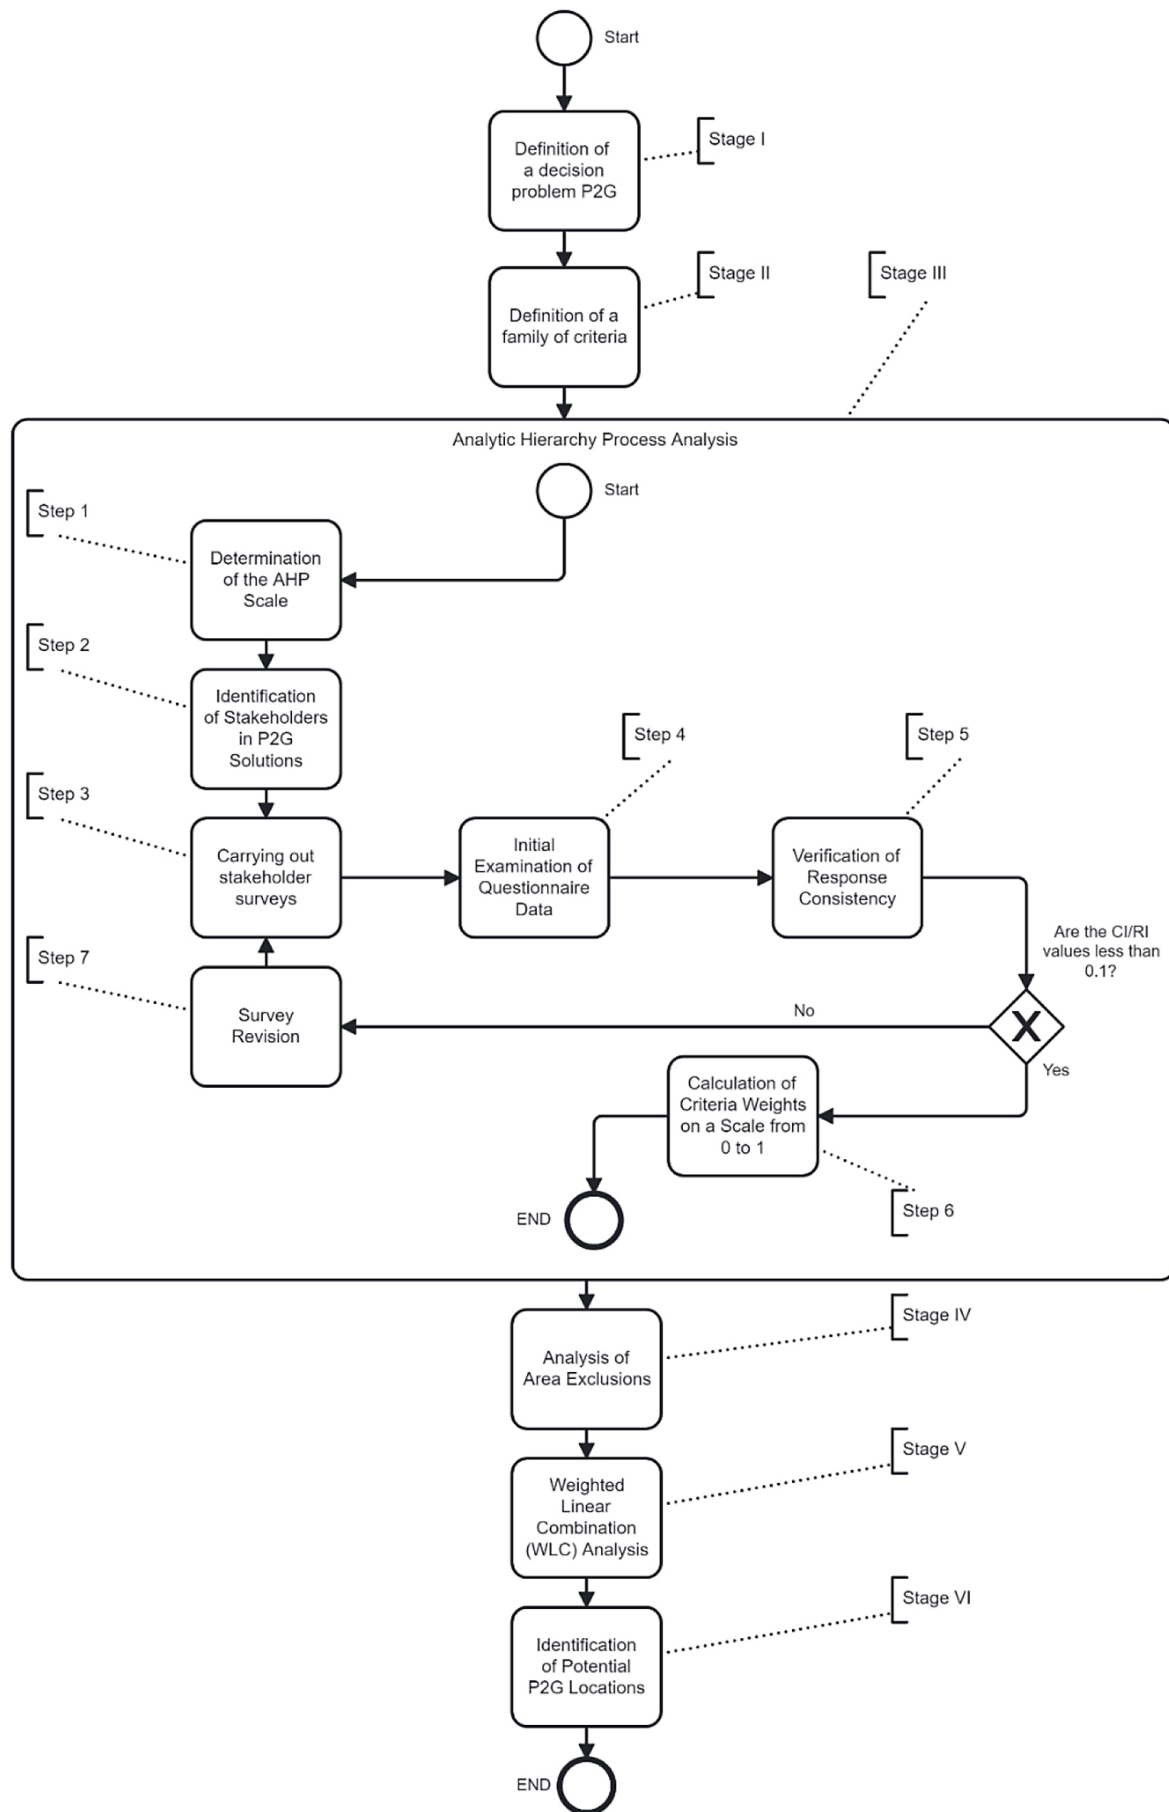 Start
Definition of
a decision
problem P2G
Stage I
Definition of a
family of criteria
Stage II
Stage III
Analytic Hierarchy Process Analysis
Start
Step 1
Determination
of the AHP
Scale
Step 2
Identification
of Stakeholders
in P2G
Solutions
Step 3
Carrying out
stakeholder
surveys
Step 4
Initial
Examination of
Questionnaire
Data
Step 5
Verification of
Response
Consistency
Are the CI/RI
values less than
0.1?
X
No
Yes
Step 7
Survey
Revision
Calculation of
Criteria Weights
on a Scale from
0 to 1
Step 6
END
Analysis of
Area Exclusions
Stage IV
Weighted
Linear
Combination
(WLC) Analysis
Stage V
Identification
of Potential
P2G Locations
Stage VI
END